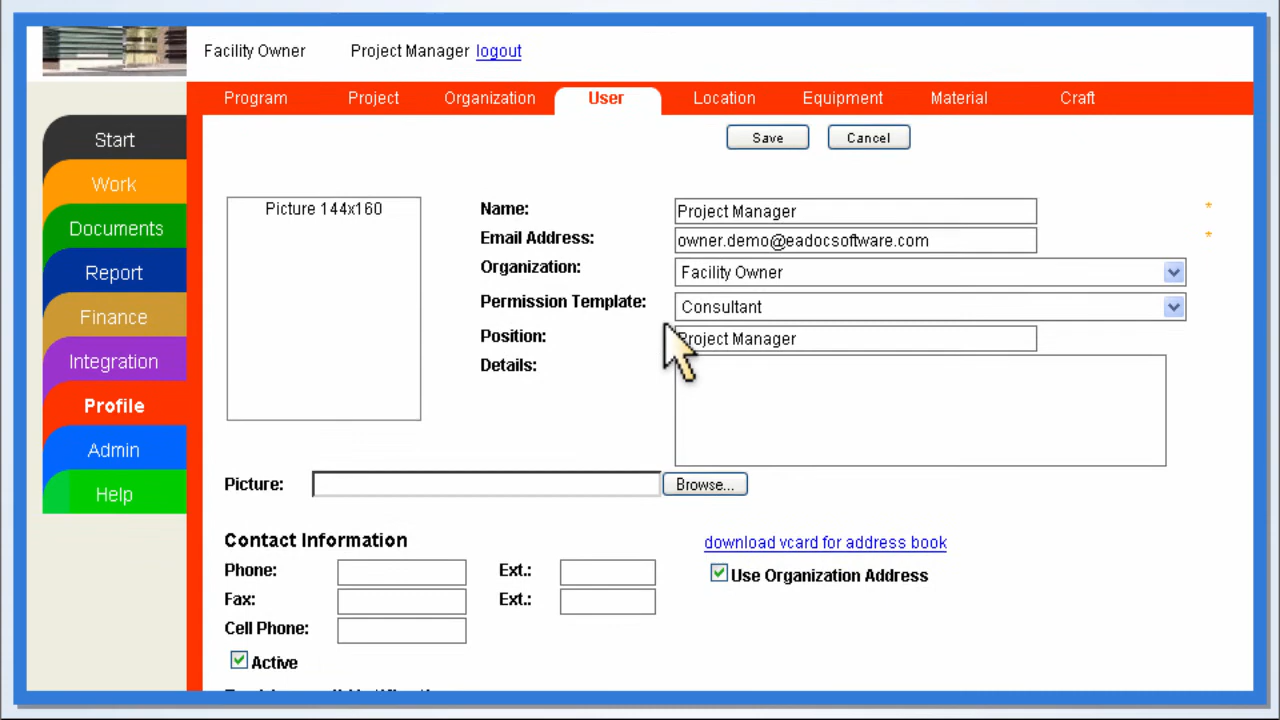 Facility Owner Project Manager logout
Program Project Organization User Location Equipment Material Craft
Start
Work
Documents
Report
Finance
Integration
Profile
Admin
Help
Save Cancel
Picture 144x160
Name: Project Manager *
Email Address: owner.demo@eadocsoftware.com *
Organization: Facility Owner
Permission Template: Consultant
Position: Project Manager
Details:
Picture: Browse...
Contact Information download vcard for address book
Phone: Ext.: Use Organization Address
Fax: Ext.:
Cell Phone:
Active